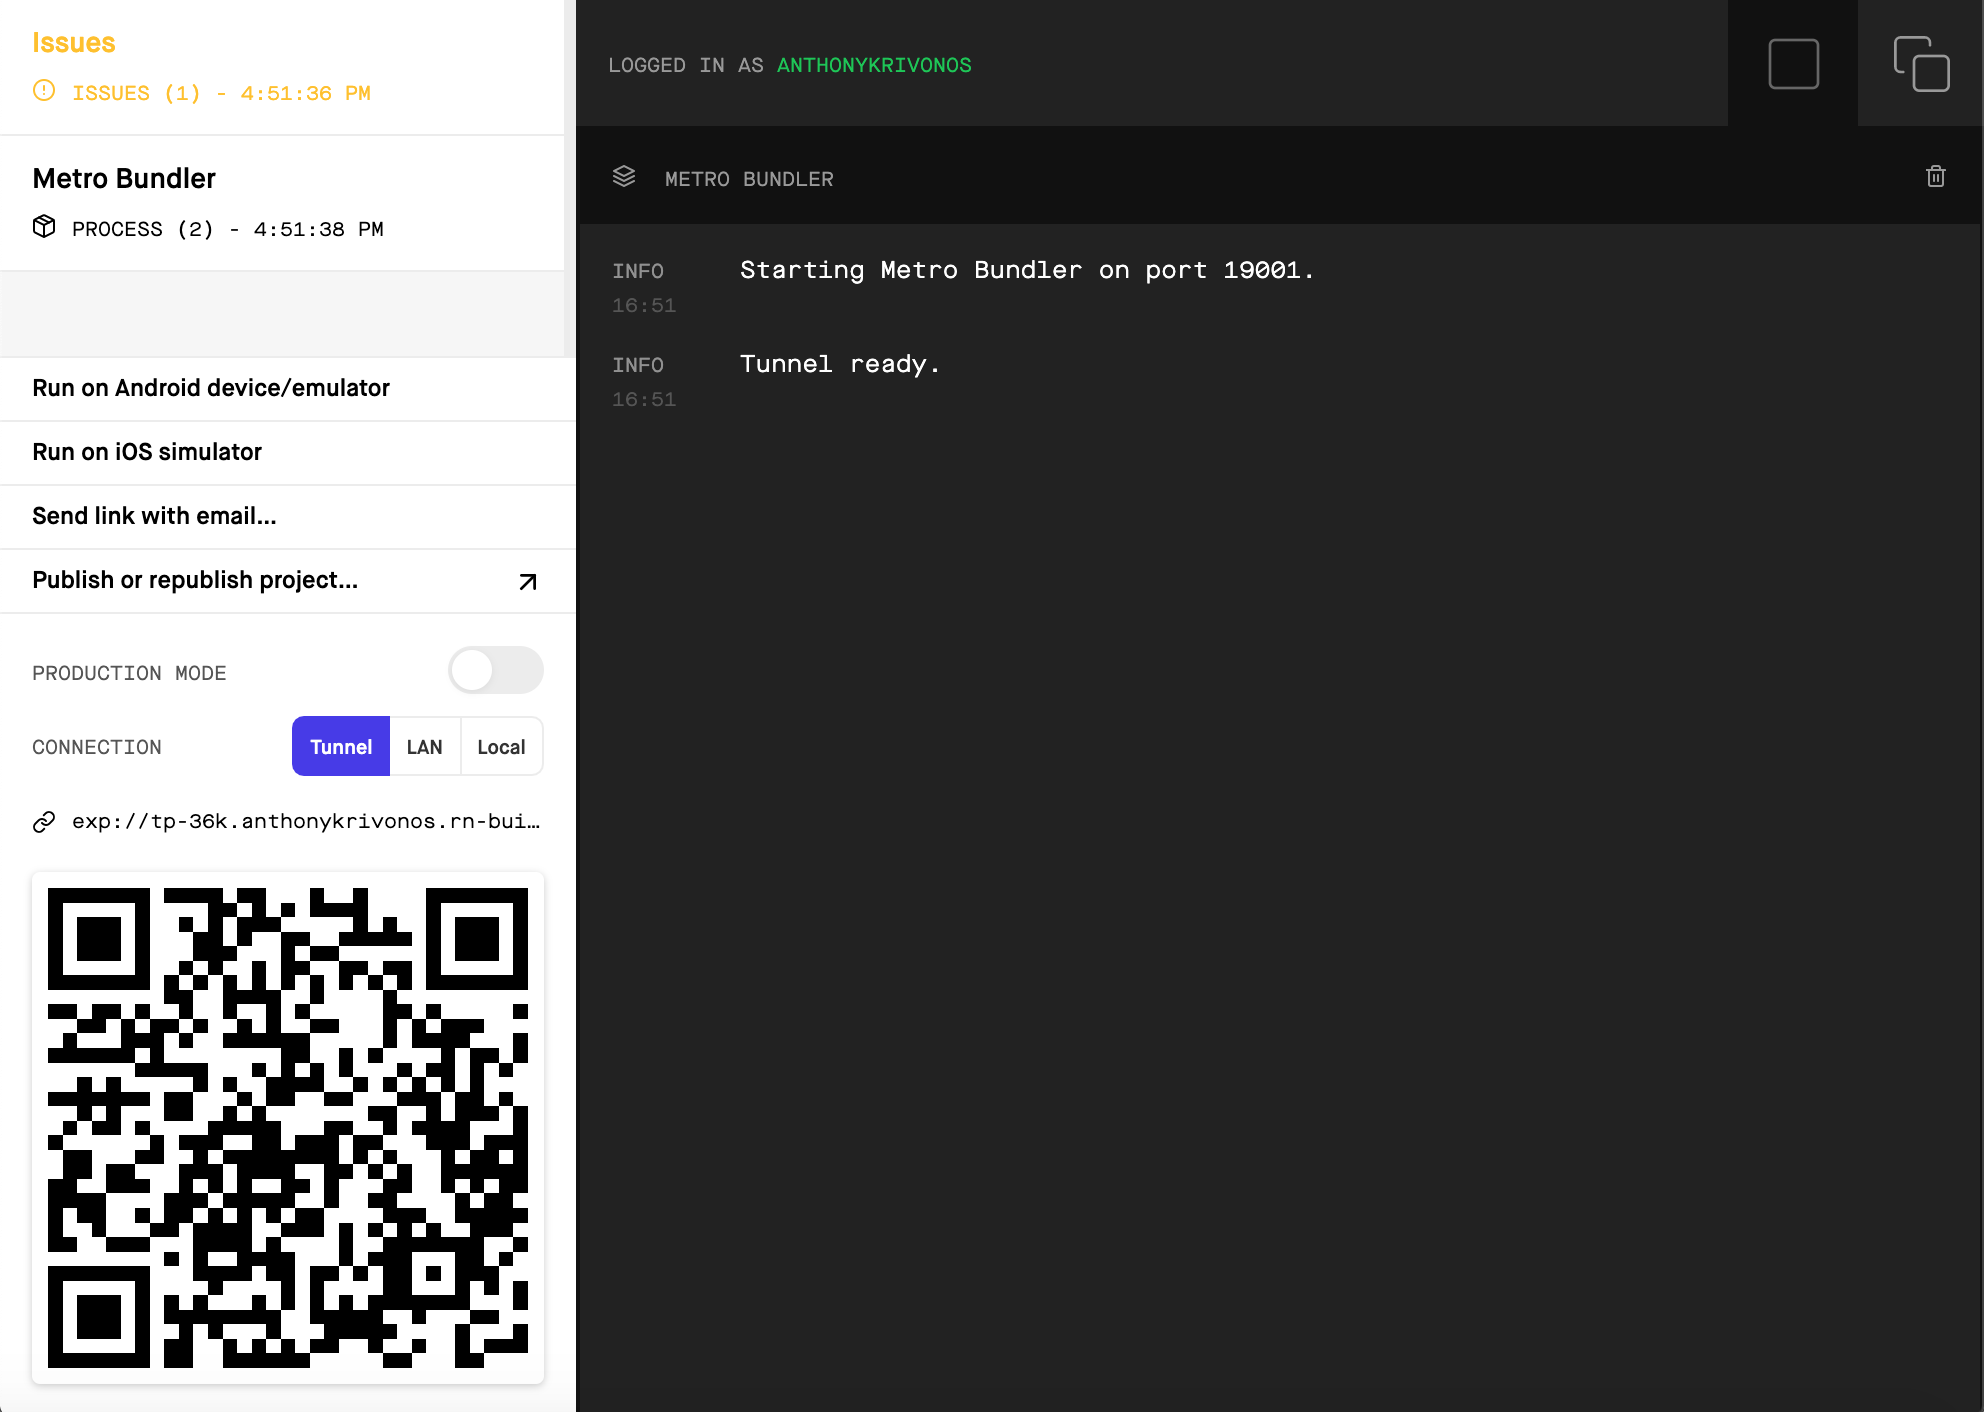 Issues
ISSUES (1) - 4:51:36 PM
Metro Bundler
PROCESS (2) - 4:51:38 PM
Run on Android device/emulator
Run on iOS simulator
Send link with email...
Publish or republish project...
PRODUCTION MODE
CONNECTION Tunnel LAN Local
exp://tp-36k.anthonykrivonos.rn-bui…
LOGGED IN AS ANTHONYKRIVONOS
METRO BUNDLER
INFO Starting Metro Bundler on port 19001.
16:51
INFO Tunnel ready.
16:51